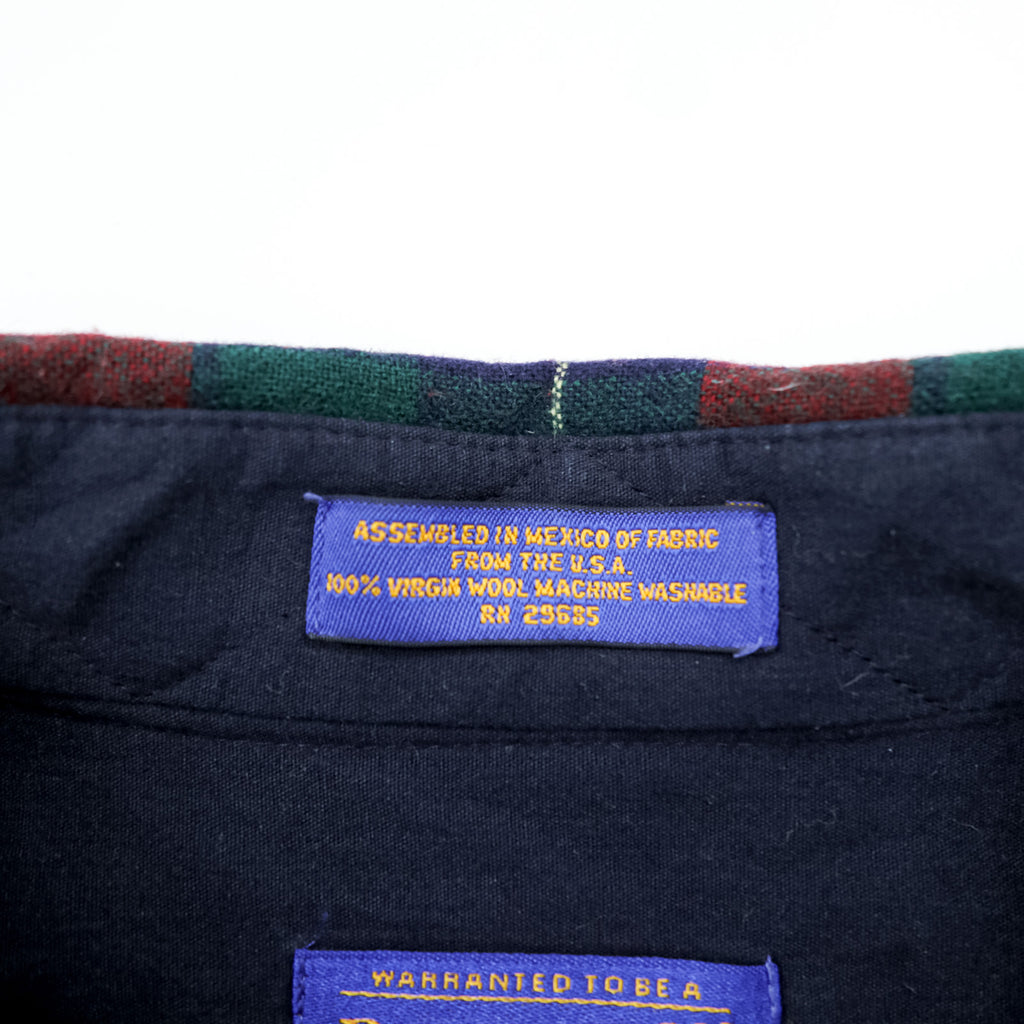 ASSEMBLED IN MEXICO OF FABRIC
FROM THE U.S.A.
100% VIRGIN WOOL MACHINE WASHABLE
RN 29685
WARRANTED TO BE A